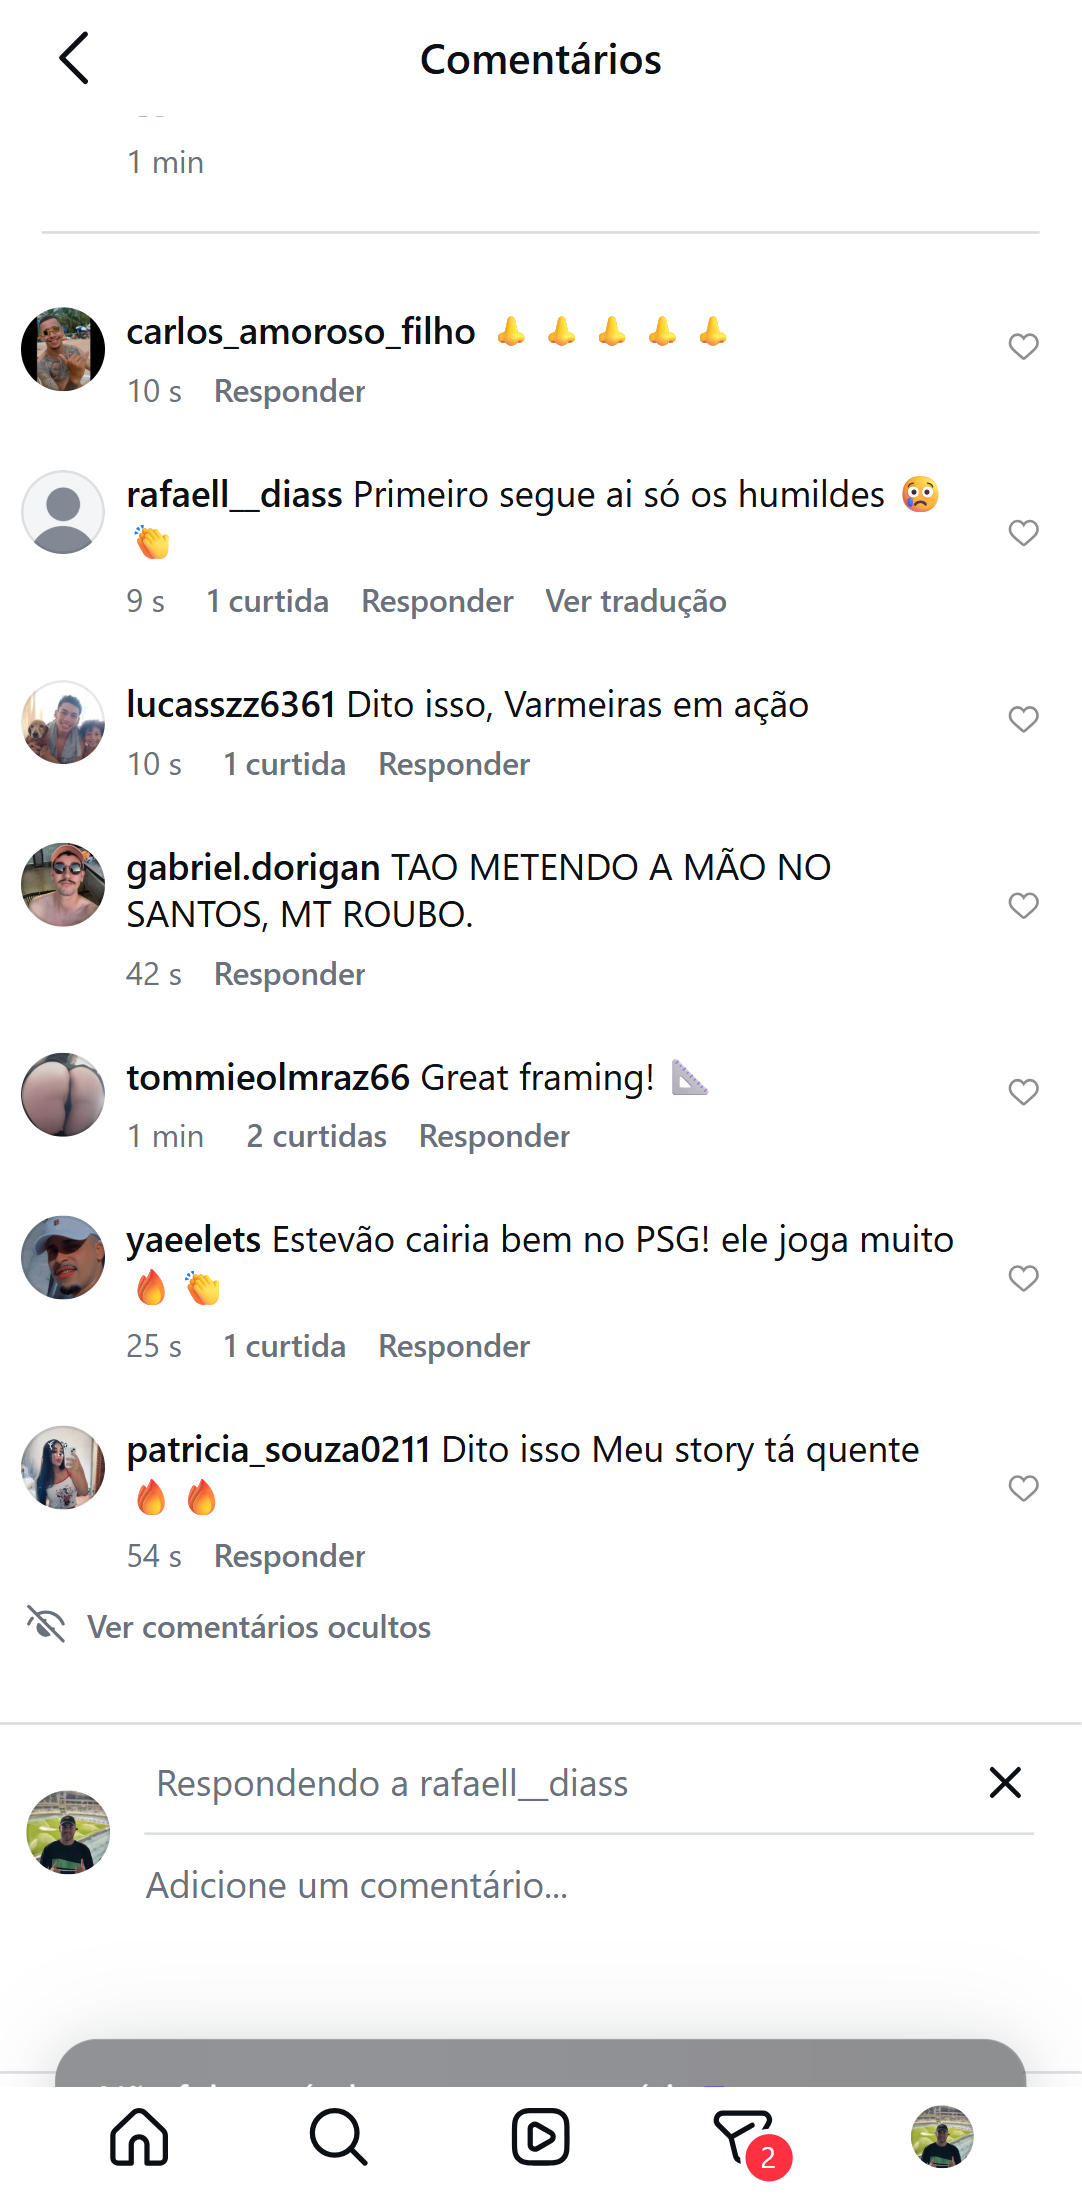 Comentários
1 min
carlos_amoroso_filho 👃 👃 👃 👃 👃
10 s Responder
rafaell__diass Primeiro segue ai só os humildes 😢
👏
9 s 1 curtida Responder Ver tradução
lucasszz6361 Dito isso, Varmeiras em ação
10 s 1 curtida Responder
gabriel.dorigan TAO METENDO A MÃO NO
SANTOS, MT ROUBO.
42 s Responder
tommieolmraz66 Great framing! 📐
1 min 2 curtidas Responder
yaeelets Estevão cairia bem no PSG! ele joga muito
🔥 👏
25 s 1 curtida Responder
patricia_souza0211 Dito isso Meu story tá quente
🔥 🔥
54 s Responder
Ver comentários ocultos
Respondendo a rafaell__diass
Adicione um comentário...
2